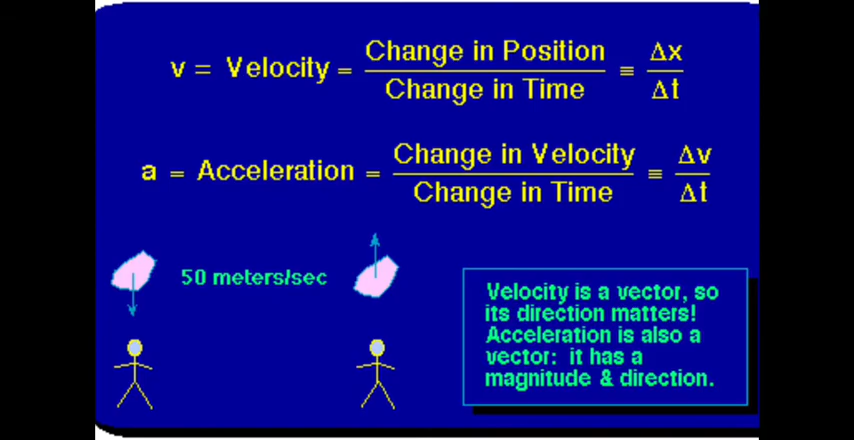 v = Velocity = Change in Position / Change in Time ≡ Δx / Δt
a = Acceleration = Change in Velocity / Change in Time ≡ Δv / Δt
50 meters/sec
Velocity is a vector, so
its direction matters!
Acceleration is also a
vector: it has a
magnitude & direction.